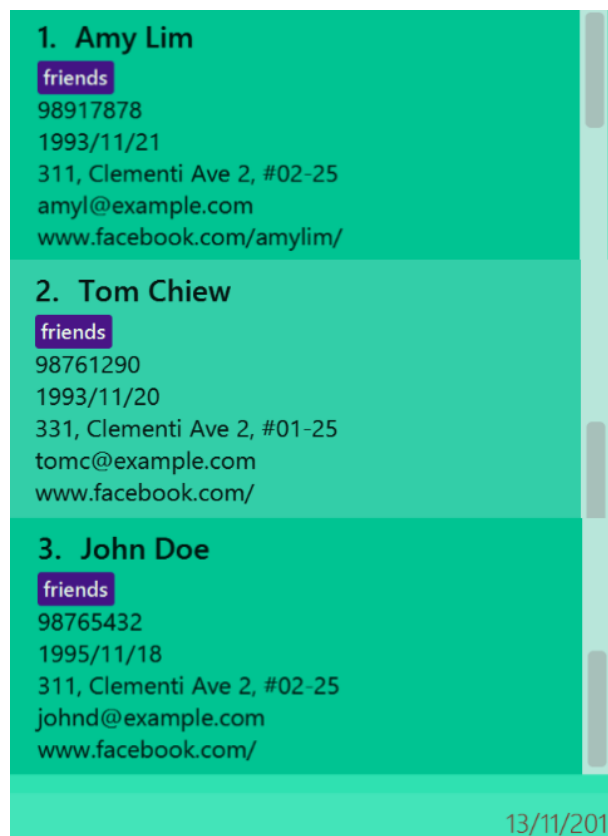 1. Amy Lim
friends
98917878
1993/11/21
311, Clementi Ave 2, #02-25
amyl@example.com
www.facebook.com/amylim/
2. Tom Chiew
friends
98761290
1993/11/20
331, Clementi Ave 2, #01-25
tomc@example.com
www.facebook.com/
3. John Doe
friends
98765432
1995/11/18
311, Clementi Ave 2, #02-25
johnd@example.com
www.facebook.com/
13/11/201